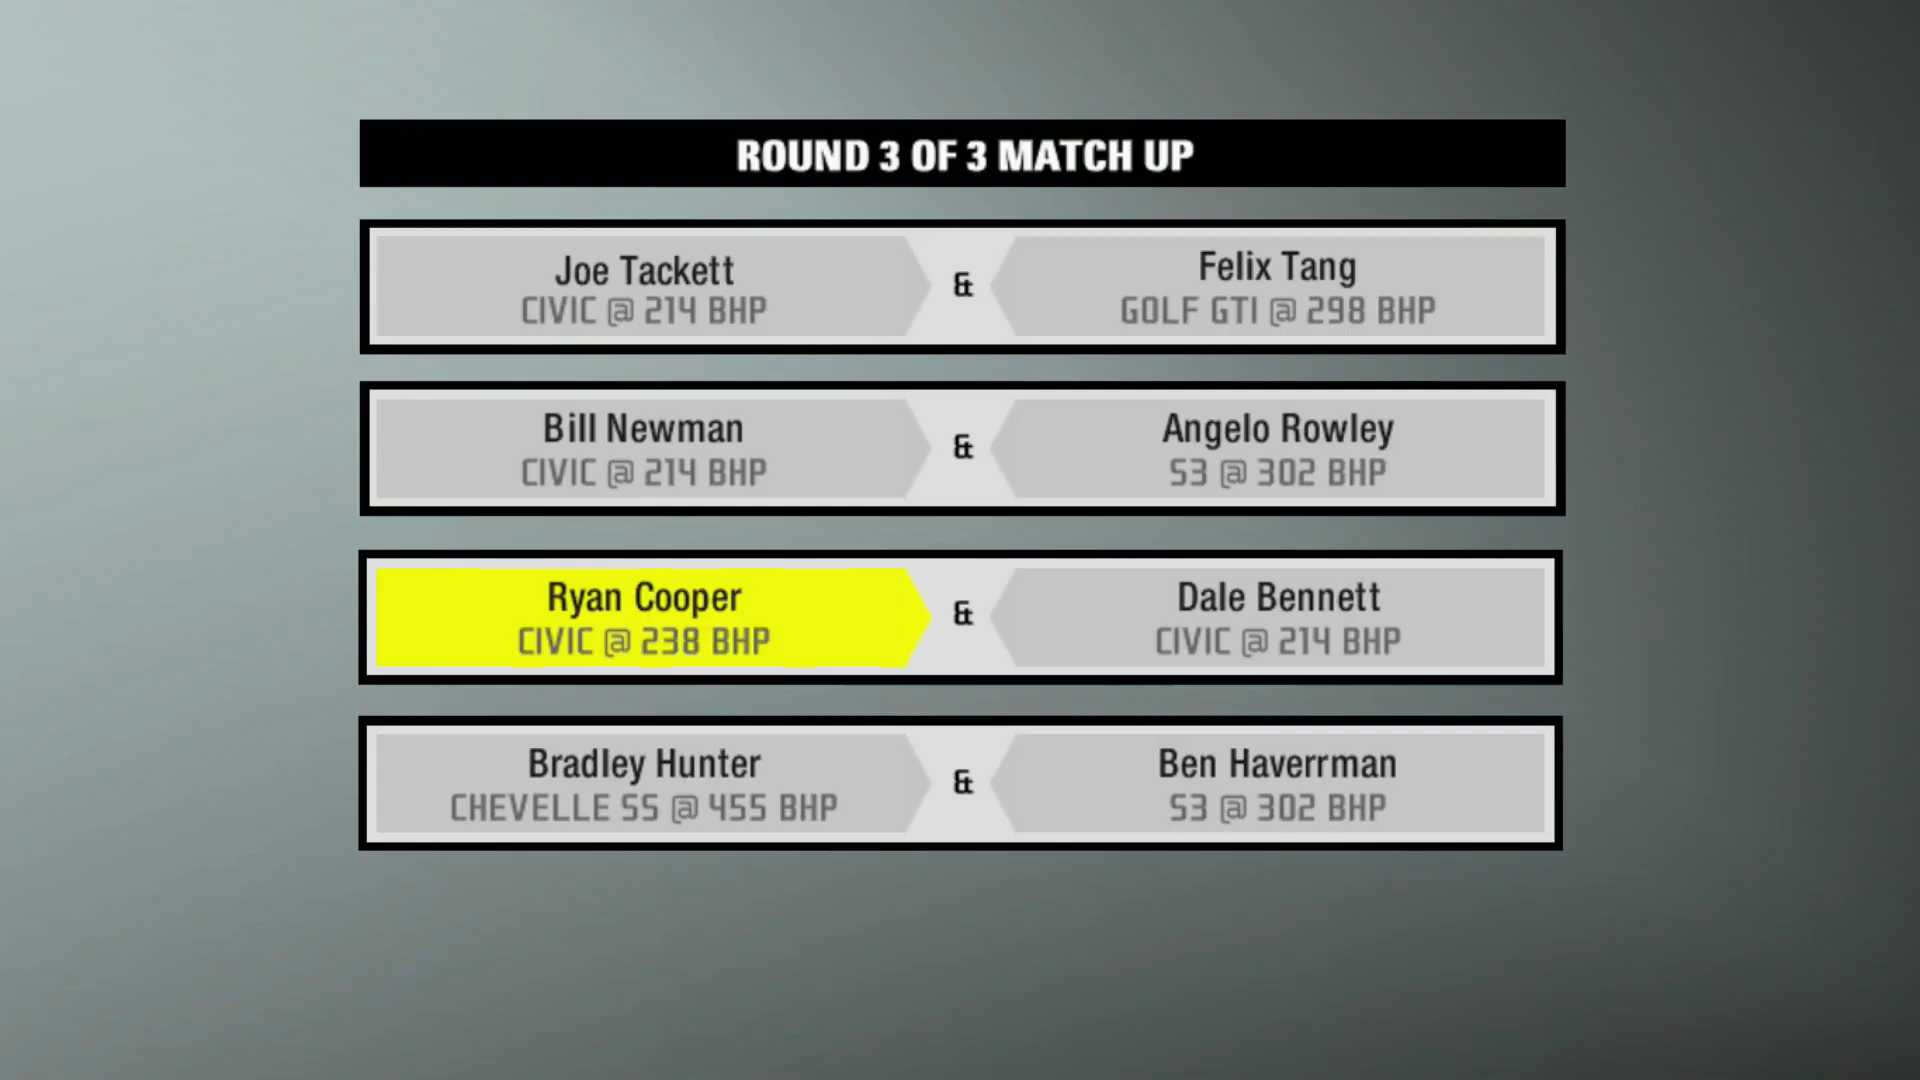 ROUND 3 OF 3 MATCH UP
Joe Tackett
CIVIC @ 214 BHP
&
Felix Tang
GOLF GTI @ 298 BHP
Bill Newman
CIVIC @ 214 BHP
&
Angelo Rowley
S3 @ 302 BHP
Ryan Cooper
CIVIC @ 238 BHP
&
Dale Bennett
CIVIC @ 214 BHP
Bradley Hunter
CHEVELLE SS @ 455 BHP
&
Ben Haverrman
S3 @ 302 BHP